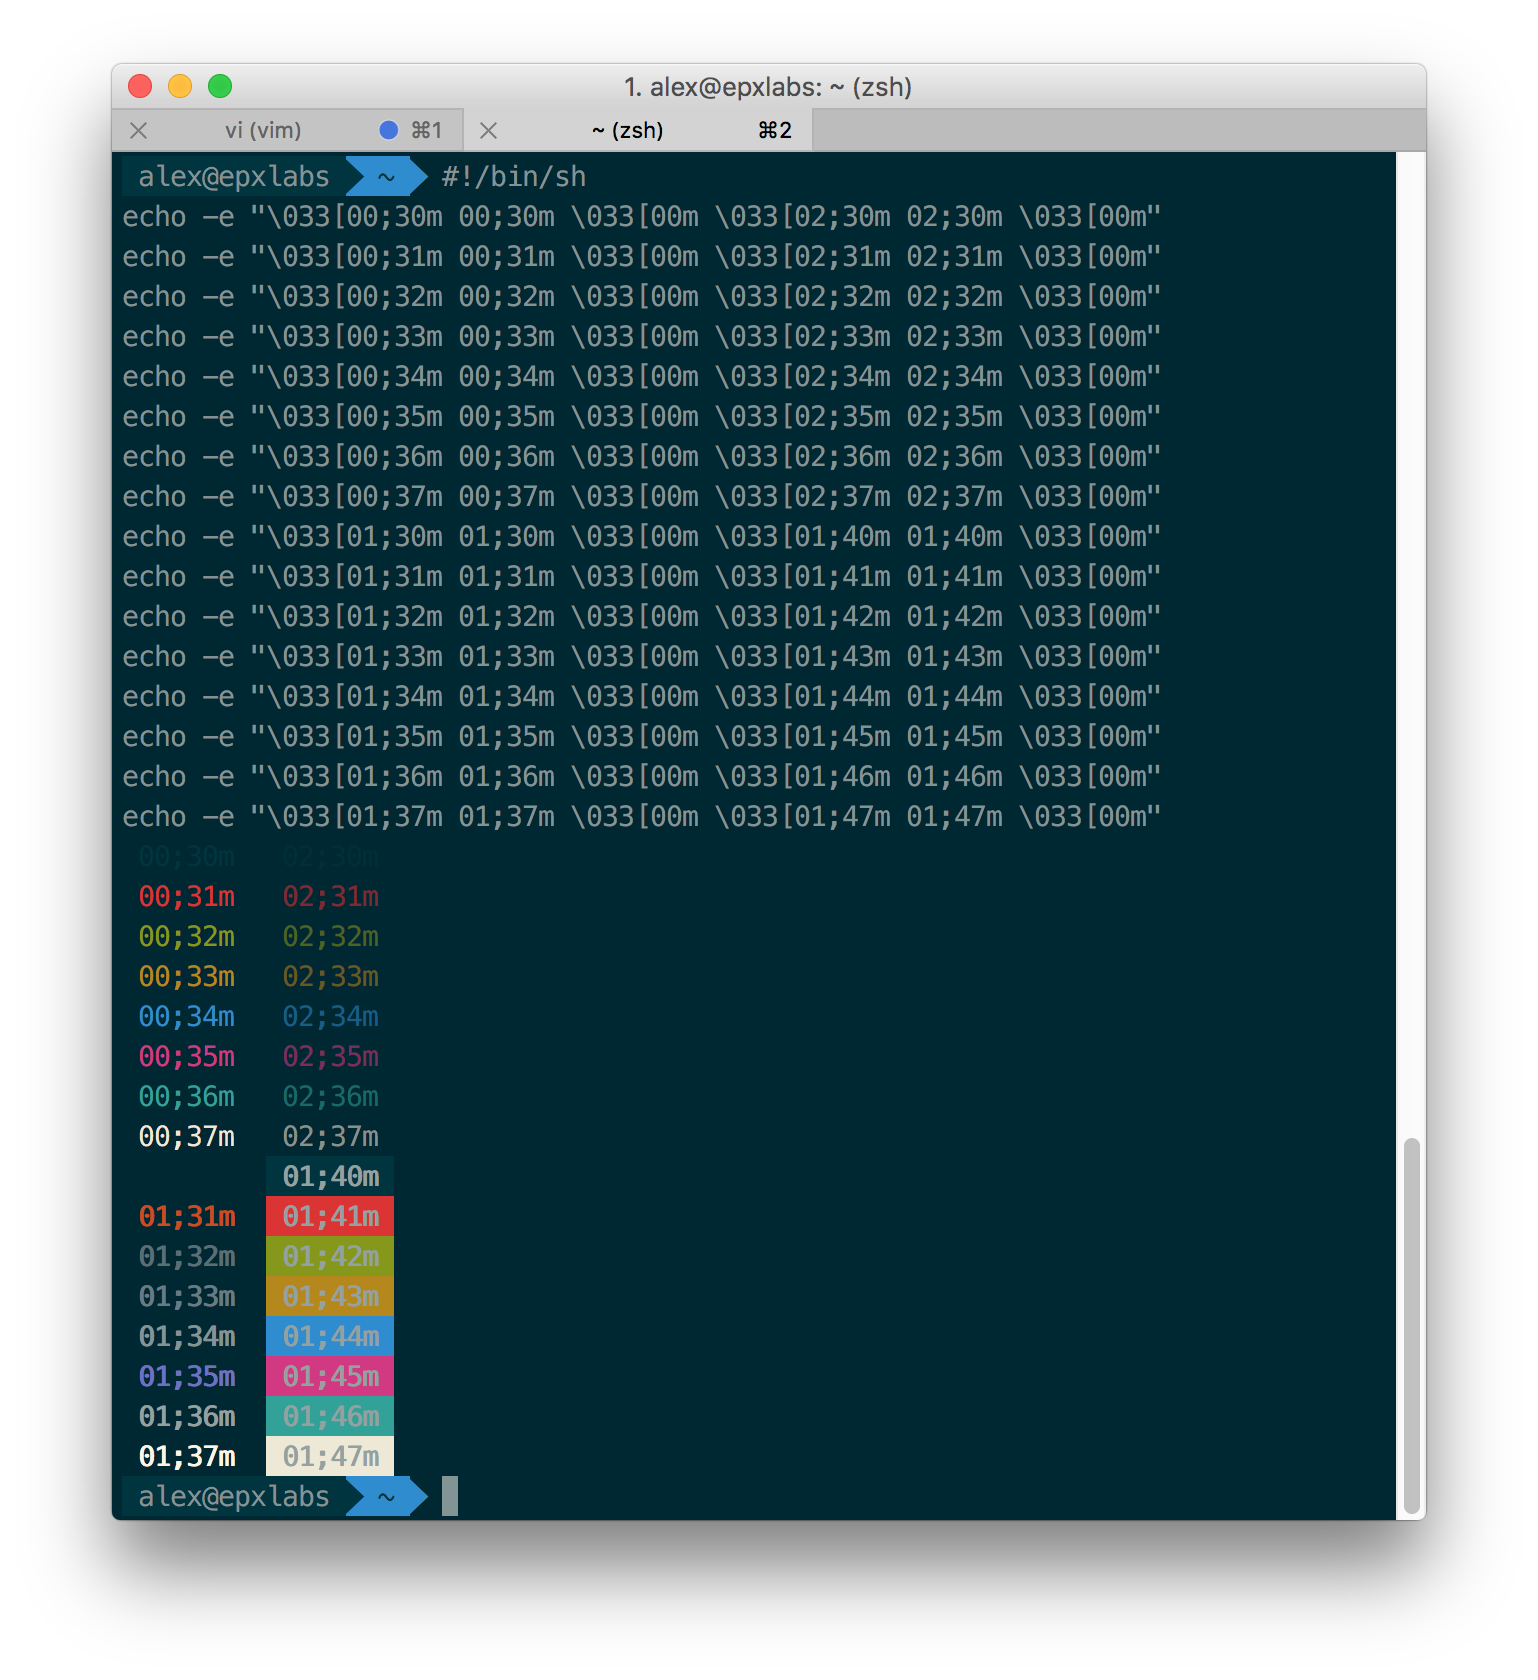 1. alex@epxlabs: ~ (zsh)
vi (vim) ⌘1 ~ (zsh) ⌘2
alex@epxlabs ~ #!/bin/sh
echo -e "\033[00;30m 00;30m \033[00m \033[02;30m 02;30m \033[00m"
echo -e "\033[00;31m 00;31m \033[00m \033[02;31m 02;31m \033[00m"
echo -e "\033[00;32m 00;32m \033[00m \033[02;32m 02;32m \033[00m"
echo -e "\033[00;33m 00;33m \033[00m \033[02;33m 02;33m \033[00m"
echo -e "\033[00;34m 00;34m \033[00m \033[02;34m 02;34m \033[00m"
echo -e "\033[00;35m 00;35m \033[00m \033[02;35m 02;35m \033[00m"
echo -e "\033[00;36m 00;36m \033[00m \033[02;36m 02;36m \033[00m"
echo -e "\033[00;37m 00;37m \033[00m \033[02;37m 02;37m \033[00m"
echo -e "\033[01;30m 01;30m \033[00m \033[01;40m 01;40m \033[00m"
echo -e "\033[01;31m 01;31m \033[00m \033[01;41m 01;41m \033[00m"
echo -e "\033[01;32m 01;32m \033[00m \033[01;42m 01;42m \033[00m"
echo -e "\033[01;33m 01;33m \033[00m \033[01;43m 01;43m \033[00m"
echo -e "\033[01;34m 01;34m \033[00m \033[01;44m 01;44m \033[00m"
echo -e "\033[01;35m 01;35m \033[00m \033[01;45m 01;45m \033[00m"
echo -e "\033[01;36m 01;36m \033[00m \033[01;46m 01;46m \033[00m"
echo -e "\033[01;37m 01;37m \033[00m \033[01;47m 01;47m \033[00m"
00;30m 02;30m
00;31m 02;31m
00;32m 02;32m
00;33m 02;33m
00;34m 02;34m
00;35m 02;35m
00;36m 02;36m
00;37m 02;37m
01;40m
01;31m 01;41m
01;32m 01;42m
01;33m 01;43m
01;34m 01;44m
01;35m 01;45m
01;36m 01;46m
01;37m 01;47m
alex@epxlabs ~